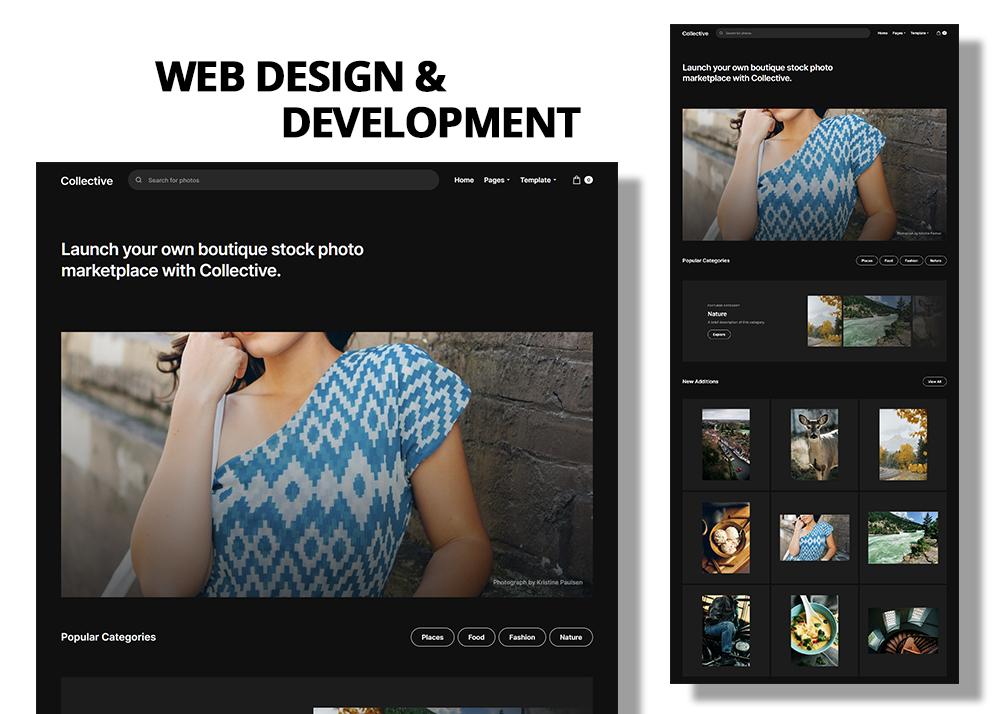 WEB DESIGN &
DEVELOPMENT
Collective
Search for photos
Home
Pages
Template
0
Launch your own boutique stock photo
marketplace with Collective.
Photograph by Kristine Paulsen
Popular Categories
Places
Food
Fashion
Nature
Collective
Search for photos
Home
Pages
Template
0
Launch your own boutique stock photo
marketplace with Collective.
Photograph by Kristine Paulsen
Popular Categories
Places
Food
Fashion
Nature
FEATURED CATEGORY
Nature
A brief description of this category.
Explore
New Additions
View All